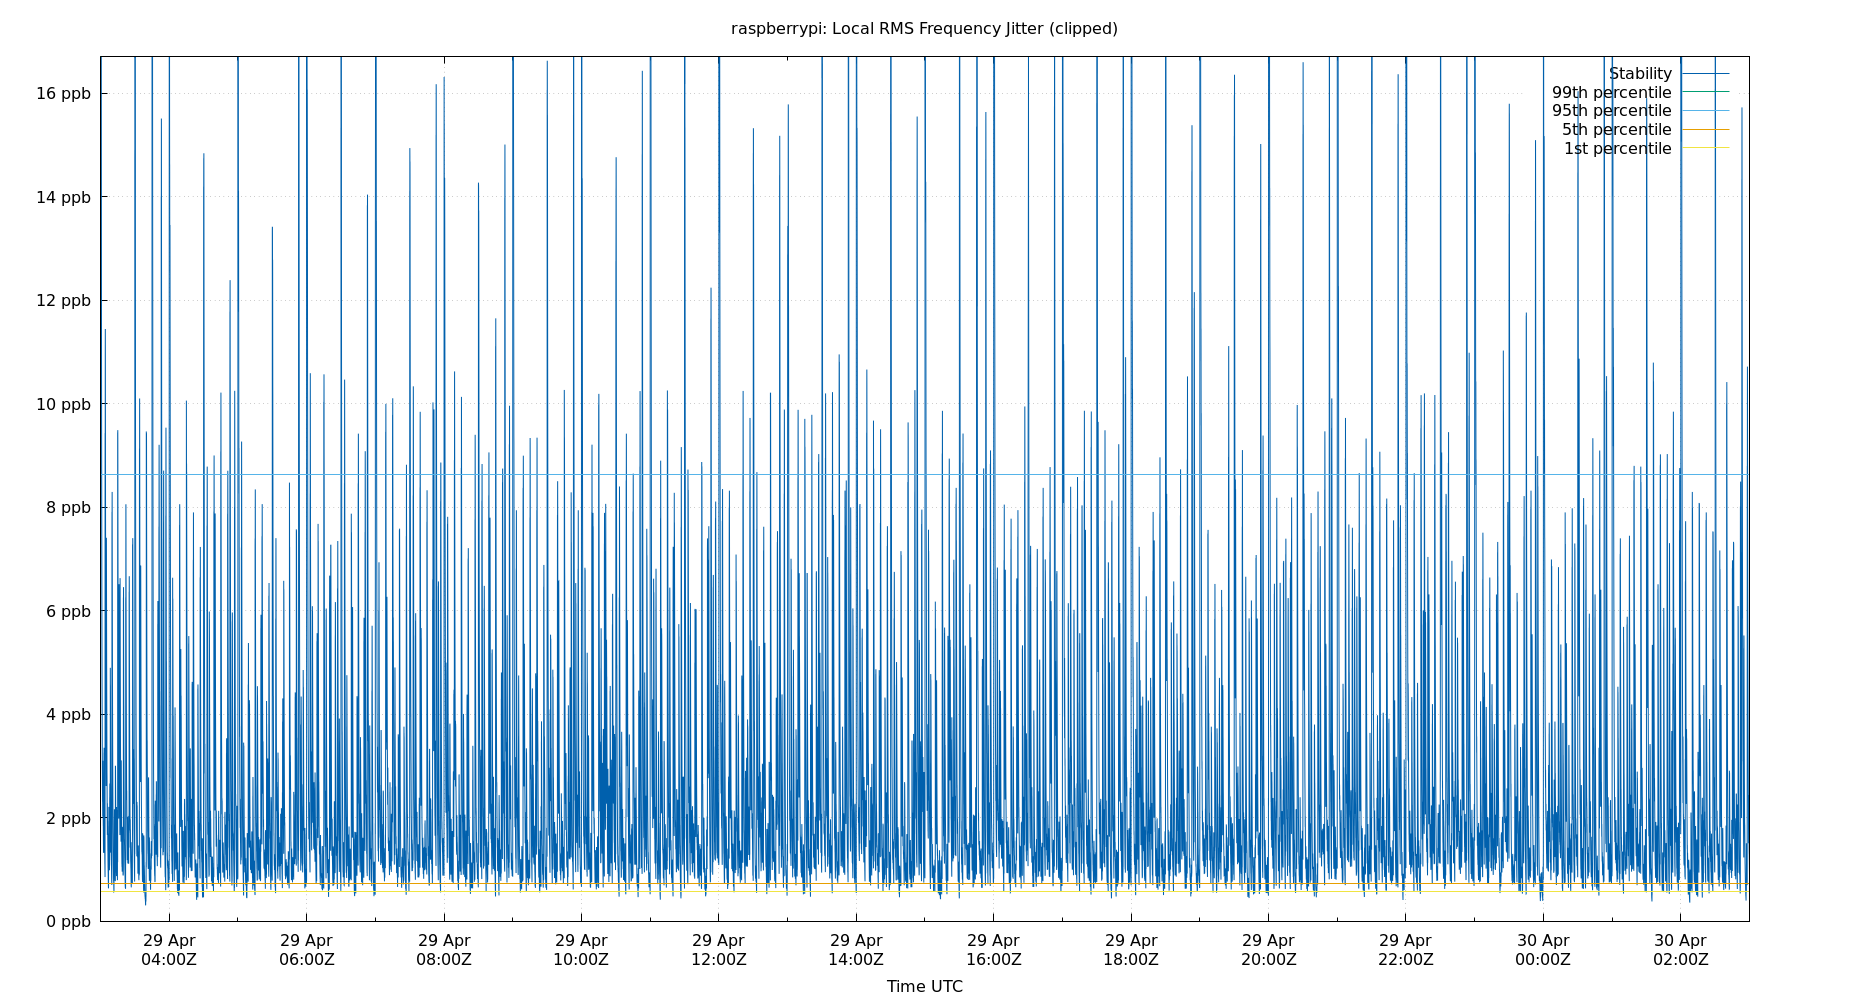 raspberrypi: Local RMS Frequency Jitter (clipped)
Stability
99th percentile
95th percentile
5th percentile
1st percentile
16 ppb
14 ppb
12 ppb
10 ppb
8 ppb
6 ppb
4 ppb
2 ppb
0 ppb
29 Apr 29 Apr 29 Apr 29 Apr 29 Apr 29 Apr 29 Apr 29 Apr 29 Apr 29 Apr 30 Apr 30 Apr
04:00Z 06:00Z 08:00Z 10:00Z 12:00Z 14:00Z 16:00Z 18:00Z 20:00Z 22:00Z 00:00Z 02:00Z
Time UTC